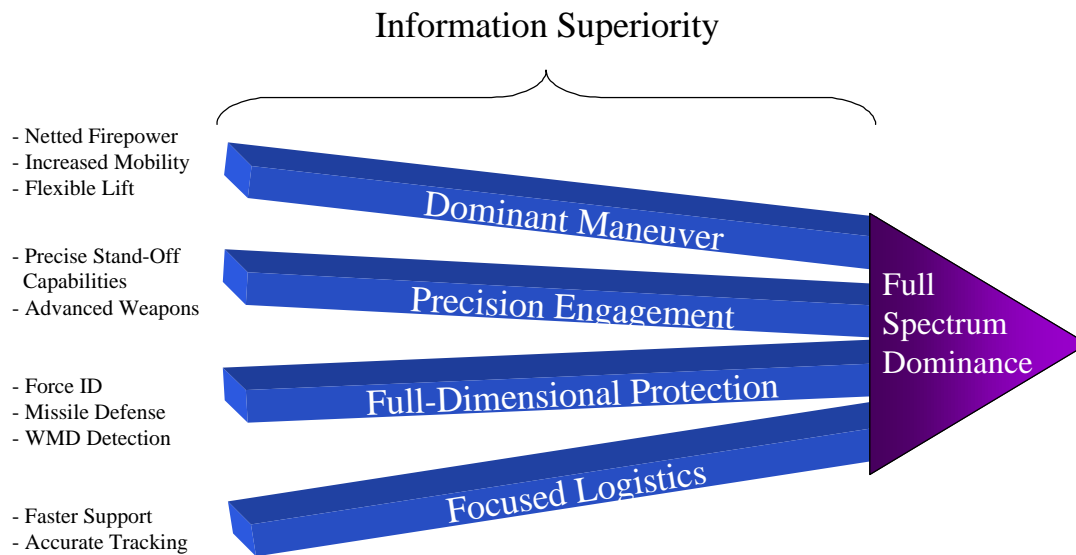 Information Superiority
- Netted Firepower
- Increased Mobility
- Flexible Lift
Dominant Maneuver
- Precise Stand-Off
Capabilities
- Advanced Weapons
Precision Engagement
Full
Spectrum
Dominance
- Force ID
- Missile Defense
- WMD Detection
Full-Dimensional Protection
- Faster Support
- Accurate Tracking
Focused Logistics